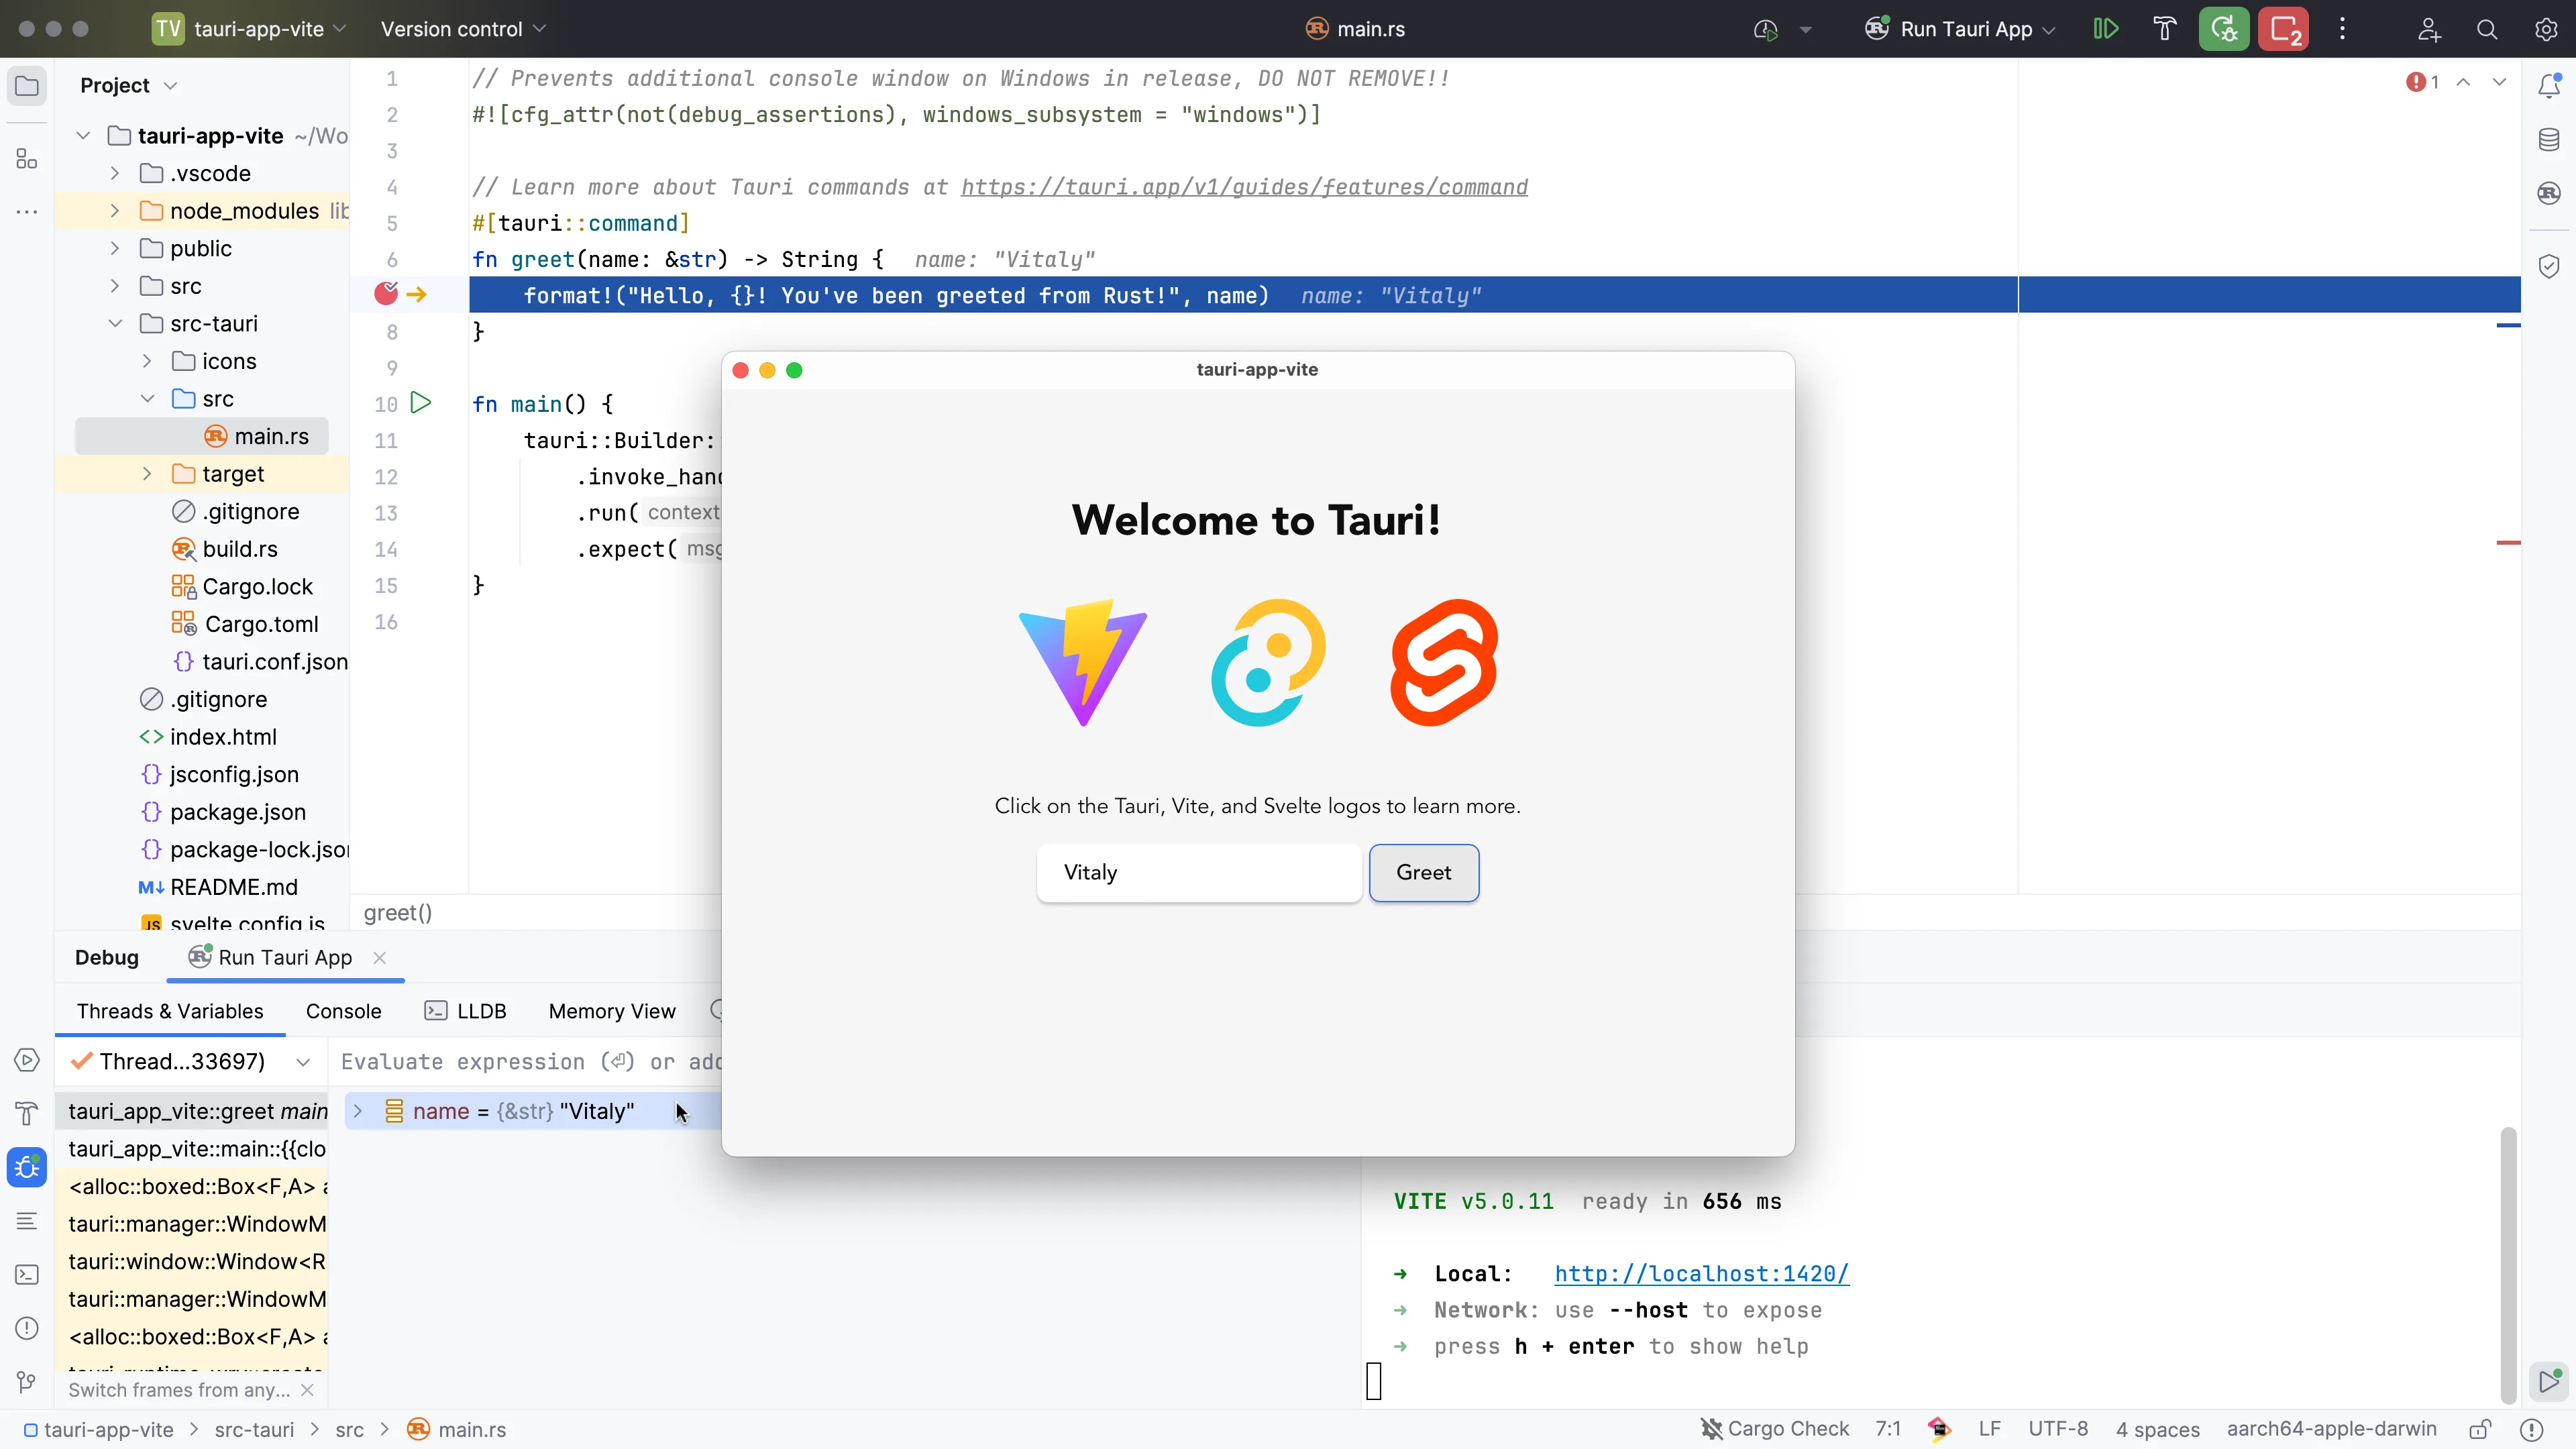 TV tauri-app-vite Version control main.rs Run Tauri App 2
Project
tauri-app-vite ~/Wo
.vscode
node_modules lib
public
src
src-tauri
icons
src
main.rs
target
.gitignore
build.rs
Cargo.lock
Cargo.toml
tauri.conf.json
.gitignore
index.html
jsconfig.json
package.json
package-lock.jso
README.md
svelte.config.js
1 // Prevents additional console window on Windows in release, DO NOT REMOVE!!
2 #![cfg_attr(not(debug_assertions), windows_subsystem = "windows")]
3
4 // Learn more about Tauri commands at https://tauri.app/v1/guides/features/command
5 #[tauri::command]
6 fn greet(name: &str) -> String { name: "Vitaly"
format!("Hello, {}! You've been greeted from Rust!", name) name: "Vitaly"
8 }
9
10 fn main() {
11 tauri::Builder:
12 .invoke_hand
13 .run( context
14 .expect( msg
15 }
16
1
greet()
tauri-app-vite
Welcome to Tauri!
Click on the Tauri, Vite, and Svelte logos to learn more.
Vitaly Greet
Debug Run Tauri App
Threads & Variables Console LLDB Memory View
Thread...33697) Evaluate expression (⏎) or add
tauri_app_vite::greet main
tauri_app_vite::main::{{clo
<alloc::boxed::Box<F,A> a
tauri::manager::WindowM
tauri::window::Window<R
tauri::manager::WindowM
<alloc::boxed::Box<F,A> a
Switch frames from any...
name = {&str} "Vitaly"
VITE v5.0.11 ready in 656 ms
➜ Local: http://localhost:1420/
➜ Network: use --host to expose
➜ press h + enter to show help
tauri-app-vite > src-tauri > src > main.rs Cargo Check 7:1 LF UTF-8 4 spaces aarch64-apple-darwin